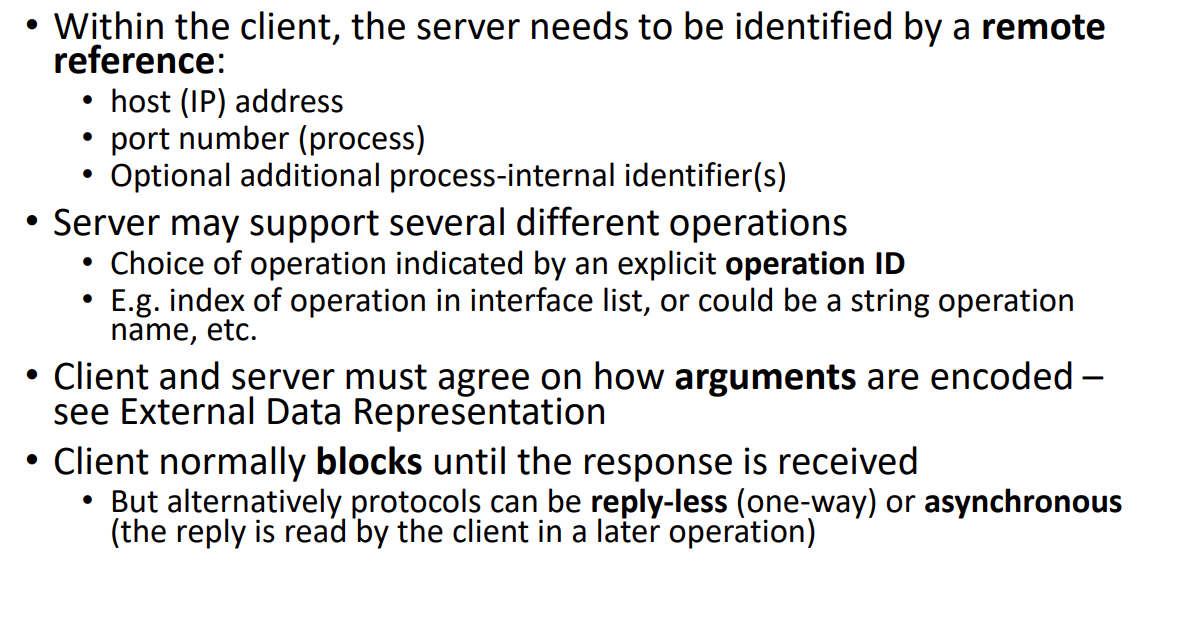 • Within the client, the server needs to be identified by a remote
reference:
• host (IP) address
• port number (process)
• Optional additional process-internal identifier(s)
• Server may support several different operations
• Choice of operation indicated by an explicit operation ID
• E.g. index of operation in interface list, or could be a string operation
name, etc.
• Client and server must agree on how arguments are encoded –
see External Data Representation
• Client normally blocks until the response is received
• But alternatively protocols can be reply-less (one-way) or asynchronous
(the reply is read by the client in a later operation)